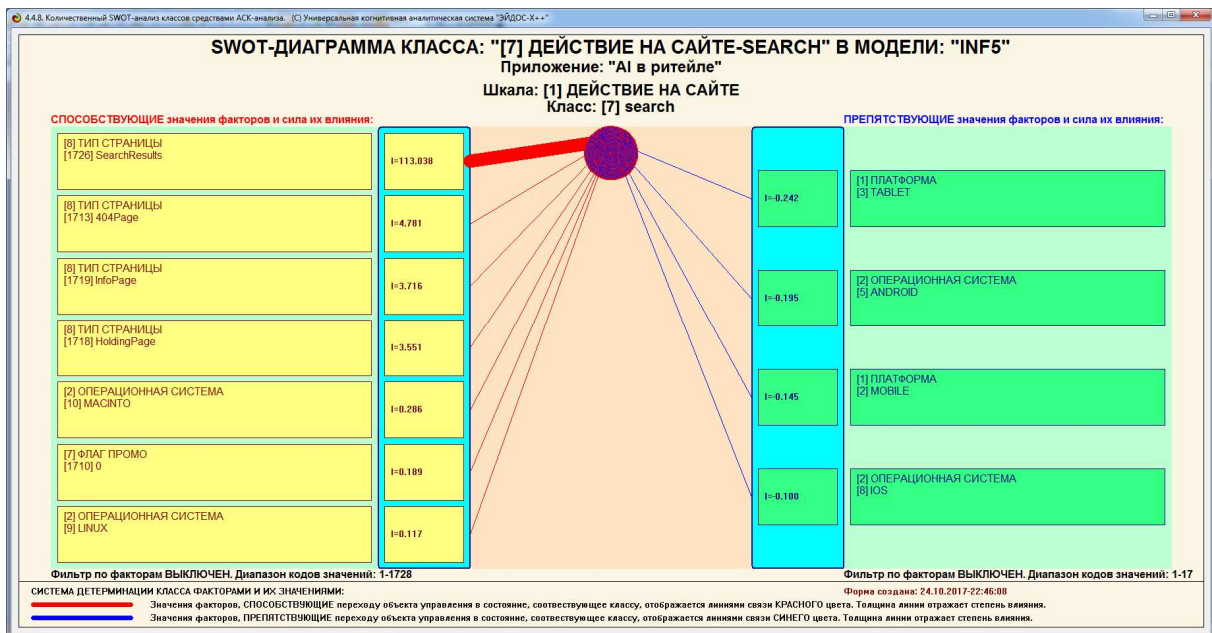 4.4.8. Количественный SWOT-анализ классов средствами АСК-анализа. (C) Универсальная когнитивная аналитическая система "ЭЙДОС-X++"
SWOT-ДИАГРАММА КЛАССА: "[7] ДЕЙСТВИЕ НА САЙТЕ-SEARCH" В МОДЕЛИ: "INF5"
Приложение: "AI в ритейле"
Шкала: [1] ДЕЙСТВИЕ НА САЙТЕ
Класс: [7] search
СПОСОБСТВУЮЩИЕ значения факторов и сила их влияния:
ПРЕПЯТСТВУЮЩИЕ значения факторов и сила их влияния:
[8] ТИП СТРАНИЦЫ
[1726] SearchResults
I=113.038
[8] ТИП СТРАНИЦЫ
[1713] 404Page
I=4.781
[8] ТИП СТРАНИЦЫ
[1719] InfoPage
I=3.716
[8] ТИП СТРАНИЦЫ
[1718] HoldingPage
I=3.551
[2] ОПЕРАЦИОННАЯ СИСТЕМА
[10] MACINTO
I=0.286
[7] ФЛАГ ПРОМО
[1710] 0
I=0.189
[2] ОПЕРАЦИОННАЯ СИСТЕМА
[9] LINUX
I=0.117
I=-0.242
[1] ПЛАТФОРМА
[3] TABLET
I=-0.195
[2] ОПЕРАЦИОННАЯ СИСТЕМА
[5] ANDROID
I=-0.145
[1] ПЛАТФОРМА
[2] MOBILE
I=-0.100
[2] ОПЕРАЦИОННАЯ СИСТЕМА
[8] IOS
Фильтр по факторам ВЫКЛЮЧЕН. Диапазон кодов значений: 1-1728
Фильтр по факторам ВЫКЛЮЧЕН. Диапазон кодов значений: 1-17
СИСТЕМА ДЕТЕРМИНАЦИИ КЛАССА ФАКТОРАМИ И ИХ ЗНАЧЕНИЯМИ:
Форма создана: 24.10.2017-22:46:08
Значения факторов, СПОСОБСТВУЮЩИЕ переходу объекта управления в состояние, соотвествующее классу, отображается линиями связи КРАСНОГО цвета. Толщина линии отражает степень влияния.
Значения факторов, ПРЕПЯТСТВУЮЩИЕ переходу объекта управления в состояние, соотвествующее классу, отображается линиями связи СИНЕГО цвета. Толщина линии отражает степень влияния.